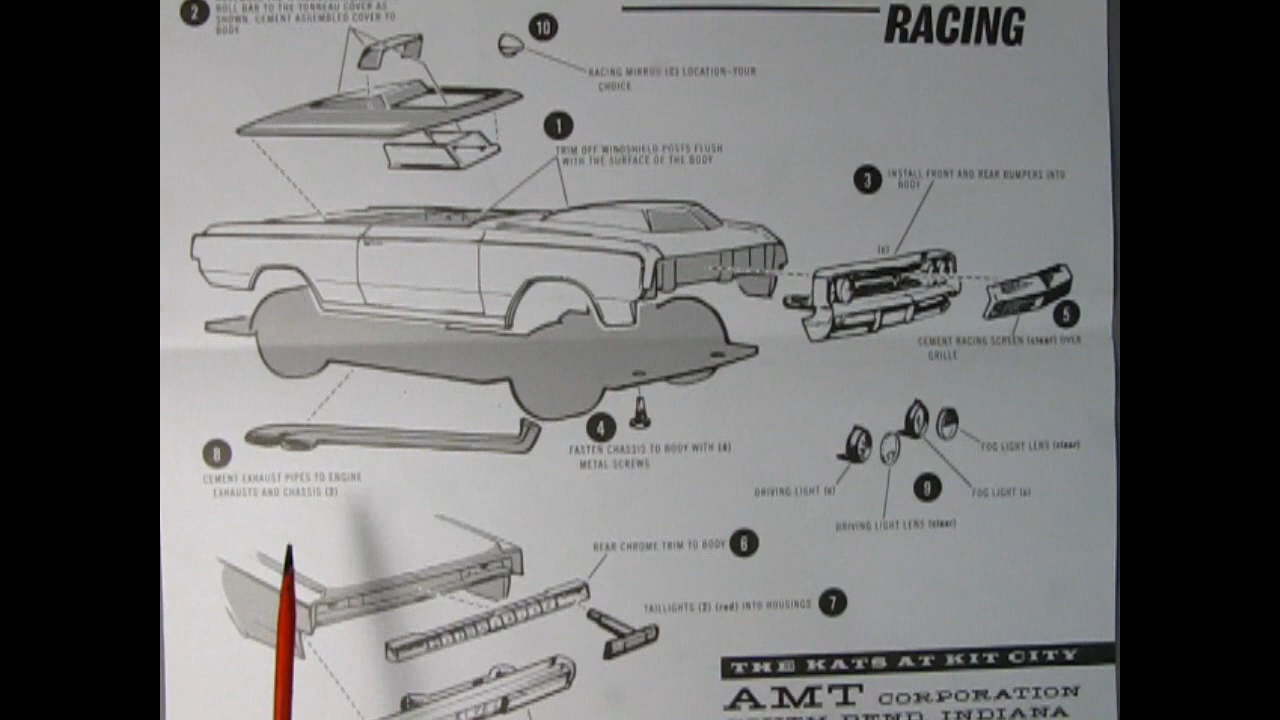 2
ROLL BAR TO THE TONNEAU COVER AS
SHOWN. CEMENT ASSEMBLED COVER TO
BODY
RACING
10
RACING MIRROR (C) LOCATION—YOUR
CHOICE
1
TRIM OFF WINDSHIELD POSTS FLUSH
WITH THE SURFACE OF THE BODY
3
INSTALL FRONT AND REAR BUMPERS INTO
BODY
(c)
5
CEMENT RACING SCREEN (clear) OVER
GRILLE
4
FASTEN CHASSIS TO BODY WITH (4)
METAL SCREWS
8
CEMENT EXHAUST PIPES TO ENGINE
EXHAUSTS AND CHASSIS (2)
FOG LIGHT LENS (clear)
DRIVING LIGHT (c)
9
FOG LIGHT (c)
DRIVING LIGHT LENS (clear)
REAR CHROME TRIM TO BODY
6
TAILLIGHTS (2) (red) INTO HOUSINGS
7
THE KATS AT KIT CITY
AMT CORPORATION
SOUTH BEND, INDIANA